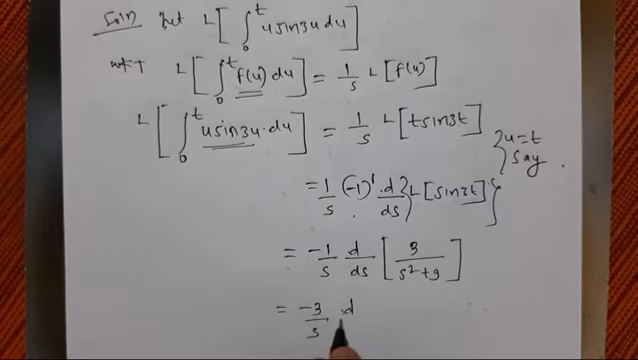 Soln Let L[∫₀ᵗ u sin3u du]
WKT L[∫₀ᵗ f(u) du] = 1/s L[f(u)]
L[∫₀ᵗ u sin3u · du] = 1/s L[t sin3t]
} u=t say .
= 1/s (-1)¹ · d/ds { L[sin3t] }
= -1/s d/ds [3/(s²+9)]
= -3/s · d